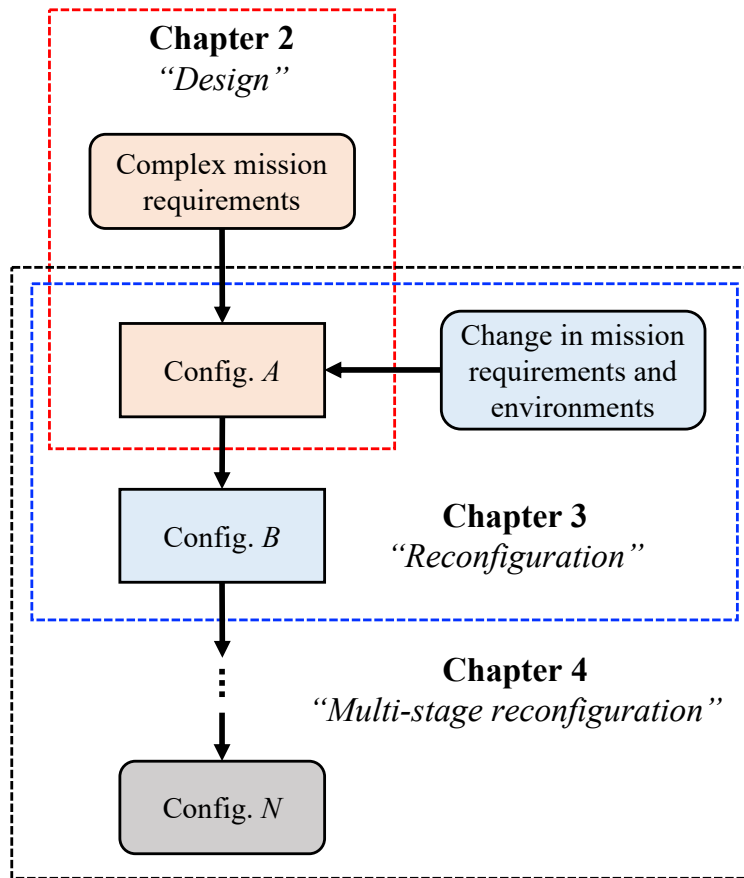 Chapter 2
“Design”
Complex mission
requirements
Config. A
Change in mission
requirements and
environments
Config. B
Chapter 3
“Reconfiguration”
Chapter 4
“Multi-stage reconfiguration”
Config. N